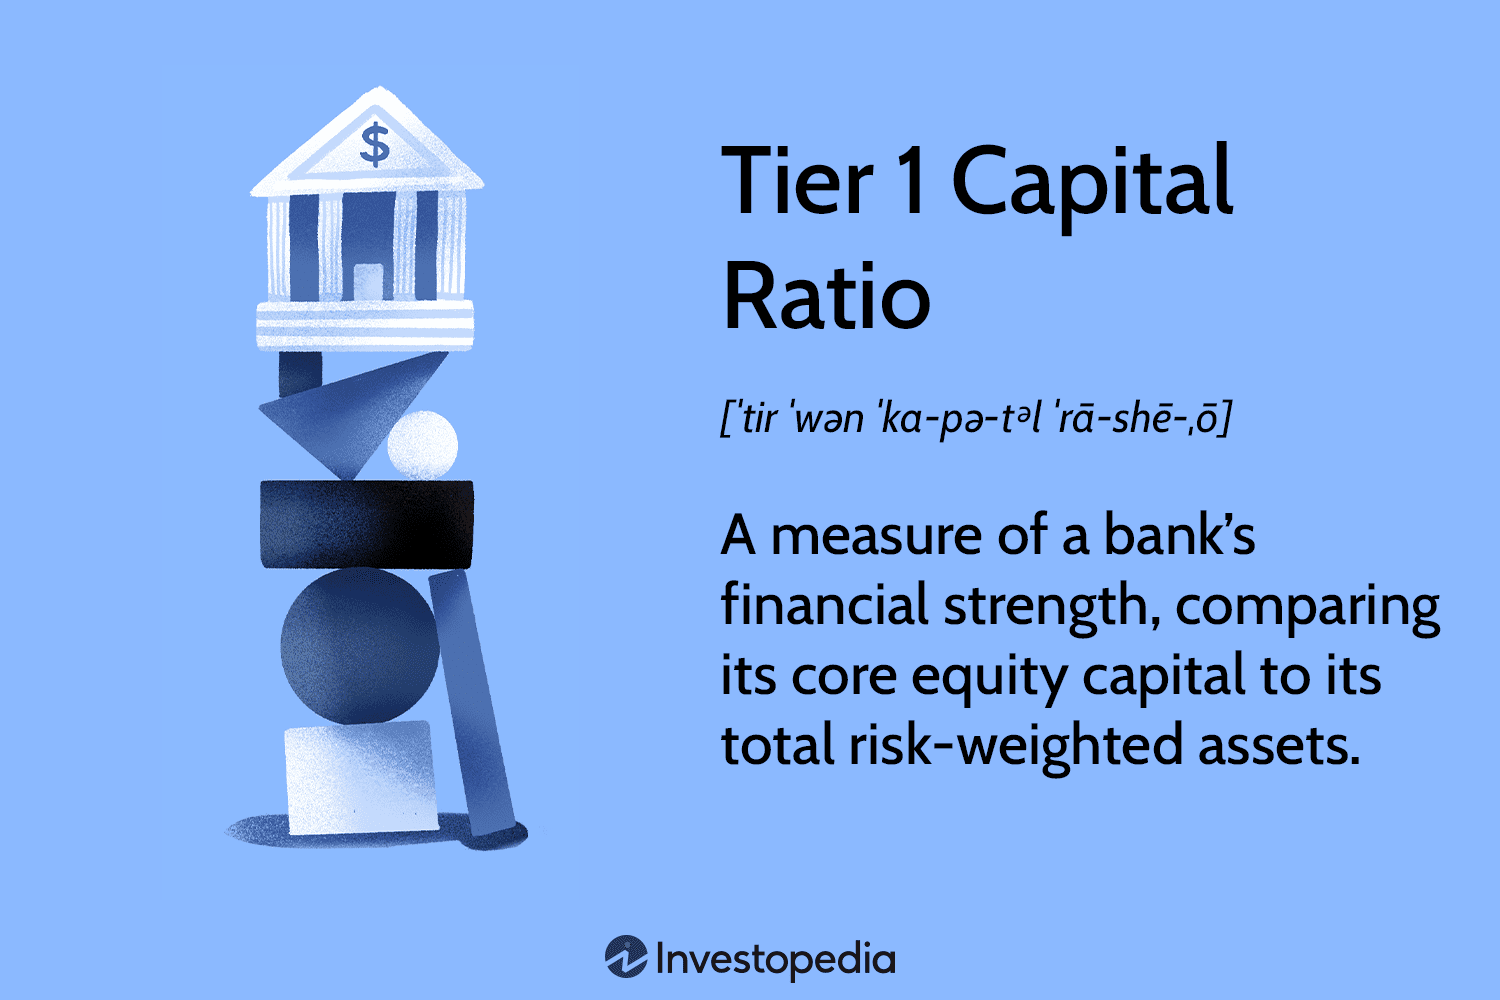 $
Tier 1 Capital
Ratio
[ˈtir ˈwən ˈka-pə-tᵊl ˈrā-shē-ˌō]
A measure of a bank’s
financial strength, comparing
its core equity capital to its
total risk-weighted assets.
Investopedia